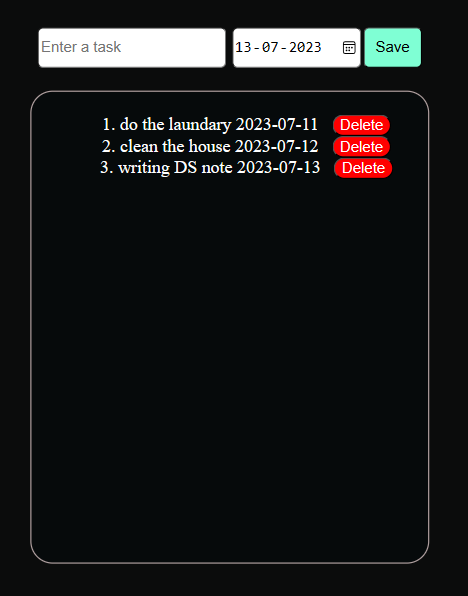 Enter a task 13-07-2023 Save
1. do the laundary 2023-07-11 Delete
2. clean the house 2023-07-12 Delete
3. writing DS note 2023-07-13 Delete